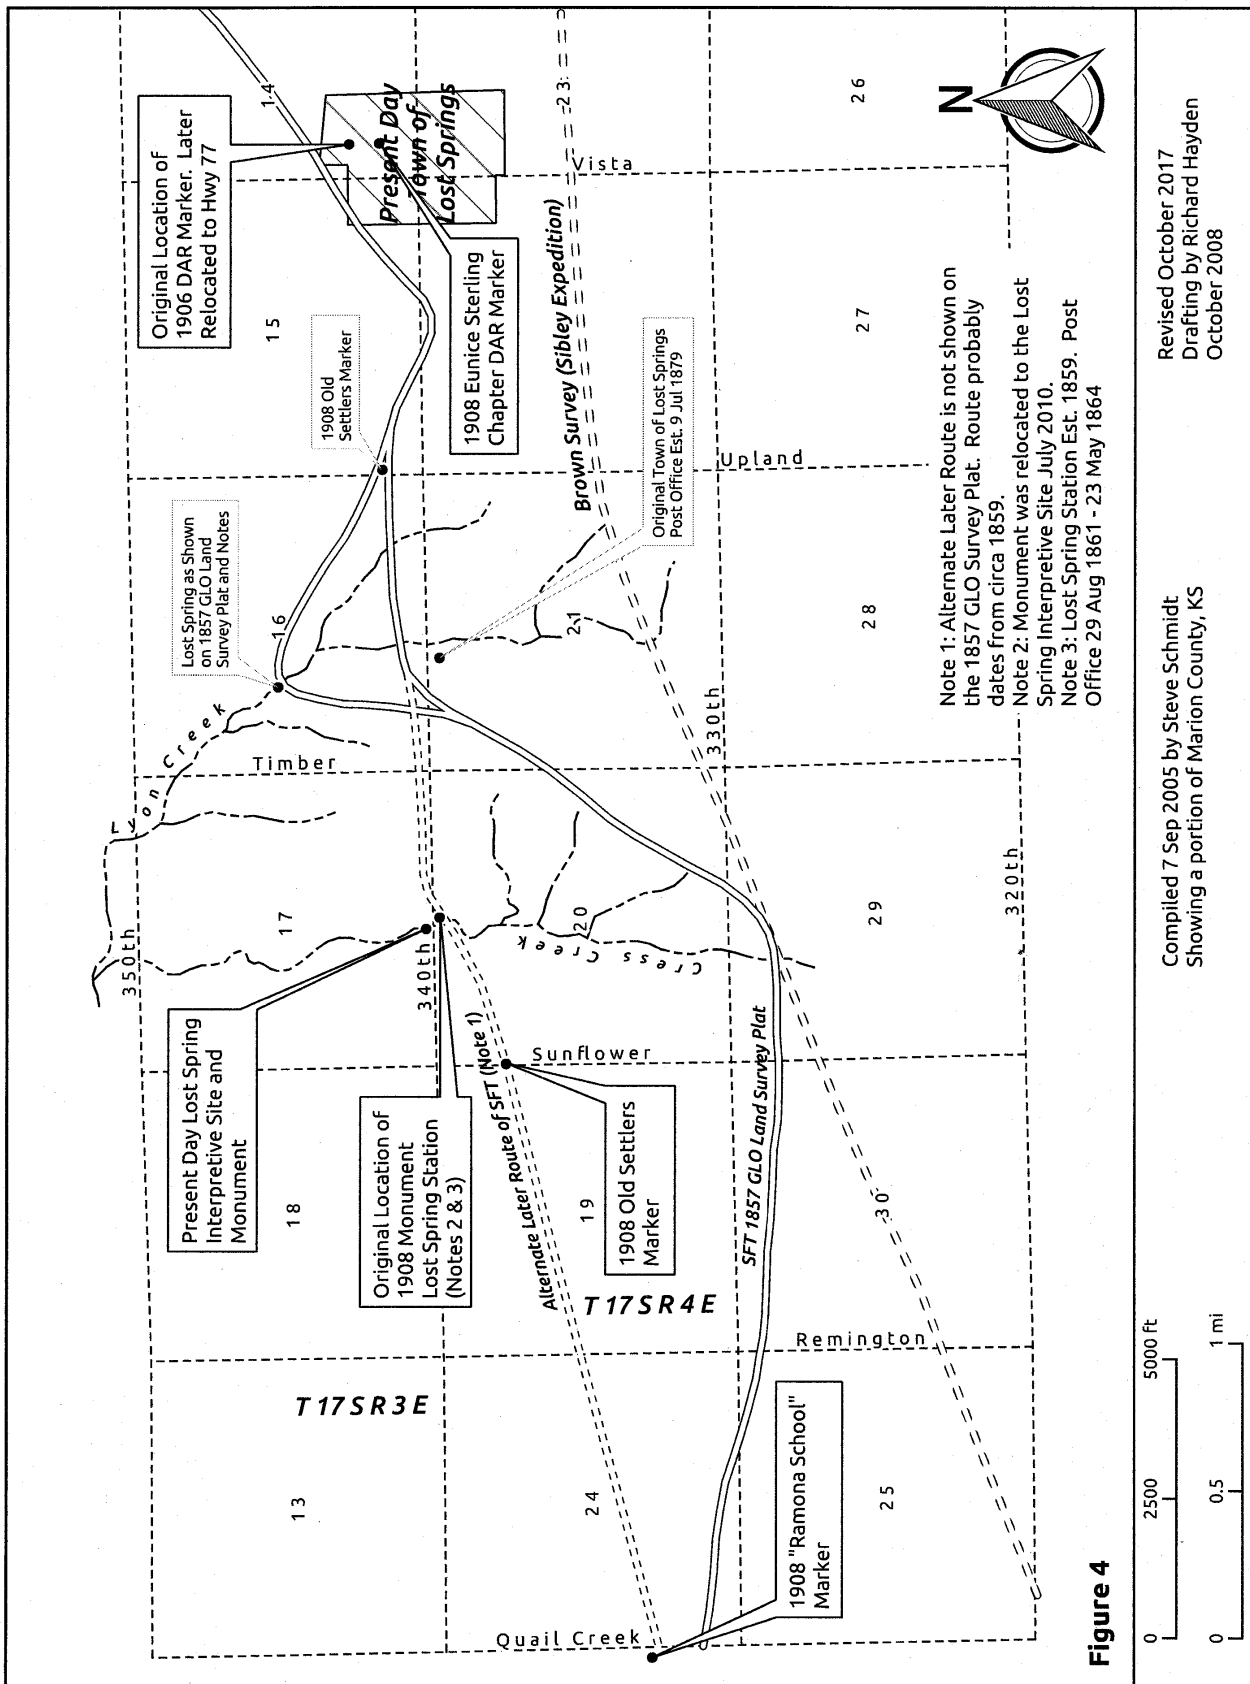 Original Location of
1906 DAR Marker. Later
Relocated to Hwy 77
14
15
16
17
18
13
350th
Lyon Creek
Lost Spring as Shown
on 1857 GLO Land
Survey Plat and Notes
1908 Old
Settlers Marker
Present Day
Town of
Lost Springs
1908 Eunice Sterling
Chapter DAR Marker
Present Day Lost Spring
Interpretive Site and
Monument
Timber
340th
Original Location of
1908 Monument
Lost Spring Station
(Notes 2 & 3)
T17SR3E
Quail Creek
24
Alternate Later Route of SFT (Note 1)
19
T17SR4E
1908 Old Settlers
Marker
Sunflower
Cress Creek
20
21
Original Town of Lost Springs
Post Office Est. 9 Jul 1879
Brown Survey (Sibley Expedition)
Vista
23
Upland
330th
SFT 1857 GLO Land Survey Plat
Remington
1908 "Ramona School"
Marker
25
30
29
28
27
26
320th
N
Note 1: Alternate Later Route is not shown on
the 1857 GLO Survey Plat. Route probably
dates from circa 1859.
Note 2: Monument was relocated to the Lost
Spring Interpretive Site July 2010.
Note 3: Lost Spring Station Est. 1859. Post
Office 29 Aug 1861 - 23 May 1864
Figure 4
0 2500 5000 ft
0 0.5 1 mi
Compiled 7 Sep 2005 by Steve Schmidt
Showing a portion of Marion County, KS
Revised October 2017
Drafting by Richard Hayden
October 2008